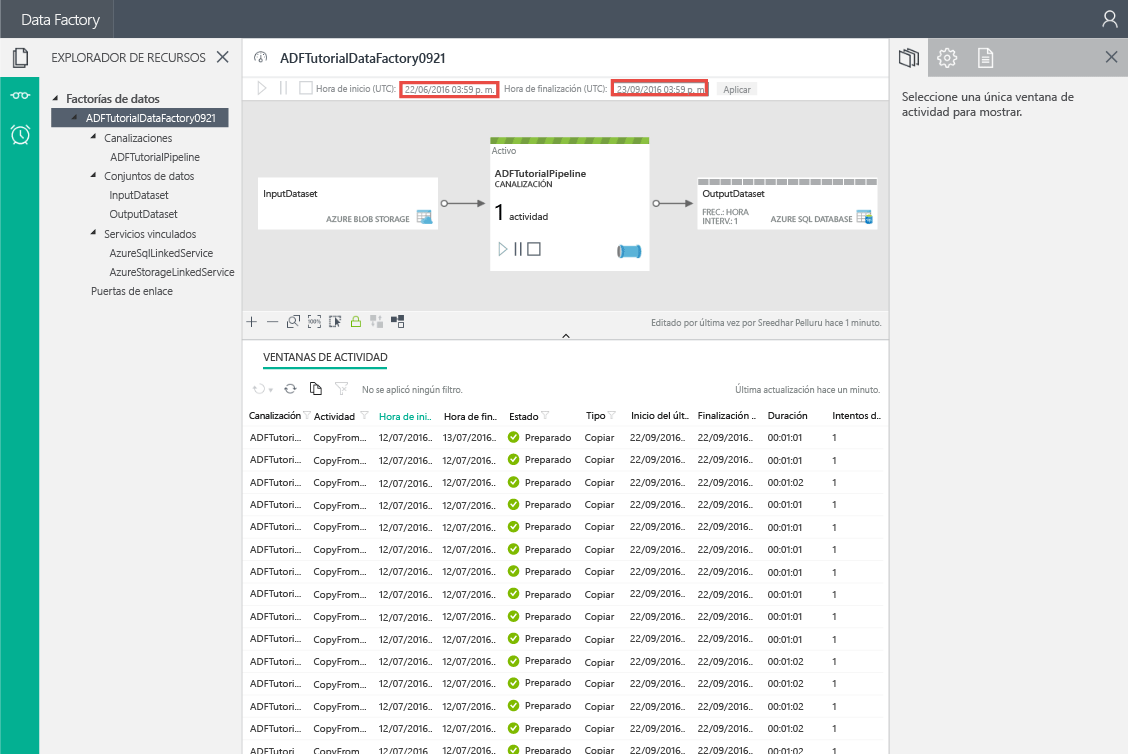 Data Factory
EXPLORADOR DE RECURSOS
Factorías de datos
ADFTutorialDataFactory0921
Canalizaciones
ADFTutorialPipeline
Conjuntos de datos
InputDataset
OutputDataset
Servicios vinculados
AzureSqlLinkedService
AzureStorageLinkedService
Puertas de enlace
ADFTutorialDataFactory0921
Hora de inicio (UTC): 22/06/2016 03:59 p. m. Hora de finalización (UTC): 23/09/2016 03:59 p. m. Aplicar
InputDataset
AZURE BLOB STORAGE
Activo
ADFTutorialPipeline
CANALIZACIÓN
1 actividad
OutputDataset
FREC.: HORA
INTERV.: 1
AZURE SQL DATABASE
100%
Editado por última vez por Sreedhar Pelluru hace 1 minuto.
VENTANAS DE ACTIVIDAD
No se aplicó ningún filtro. Última actualización hace un minuto.
Canalización Actividad Hora de ini.. Hora de fin.. Estado Tipo Inicio del últ.. Finalización .. Duración Intentos d..
ADFTutori... CopyFrom... 12/07/2016.. 13/07/2016.. Preparado Copiar 22/09/2016.. 22/09/2016.. 00:01:01 1
ADFTutori... CopyFrom... 12/07/2016.. 12/07/2016.. Preparado Copiar 22/09/2016.. 22/09/2016.. 00:01:01 1
ADFTutori... CopyFrom... 12/07/2016.. 12/07/2016.. Preparado Copiar 22/09/2016.. 22/09/2016.. 00:01:02 1
ADFTutori... CopyFrom... 12/07/2016.. 12/07/2016.. Preparado Copiar 22/09/2016.. 22/09/2016.. 00:01:01 1
ADFTutori... CopyFrom... 12/07/2016.. 12/07/2016.. Preparado Copiar 22/09/2016.. 22/09/2016.. 00:01:01 1
ADFTutori... CopyFrom... 12/07/2016.. 12/07/2016.. Preparado Copiar 22/09/2016.. 22/09/2016.. 00:01:01 1
ADFTutori... CopyFrom... 12/07/2016.. 12/07/2016.. Preparado Copiar 22/09/2016.. 22/09/2016.. 00:01:01 1
ADFTutori... CopyFrom... 12/07/2016.. 12/07/2016.. Preparado Copiar 22/09/2016.. 22/09/2016.. 00:01:01 1
ADFTutori... CopyFrom... 12/07/2016.. 12/07/2016.. Preparado Copiar 22/09/2016.. 22/09/2016.. 00:01:01 1
ADFTutori... CopyFrom... 12/07/2016.. 12/07/2016.. Preparado Copiar 22/09/2016.. 22/09/2016.. 00:01:01 1
ADFTutori... CopyFrom... 12/07/2016.. 12/07/2016.. Preparado Copiar 22/09/2016.. 22/09/2016.. 00:01:02 1
ADFTutori... CopyFrom... 12/07/2016.. 12/07/2016.. Preparado Copiar 22/09/2016.. 22/09/2016.. 00:01:02 1
ADFTutori... CopyFrom... 12/07/2016.. 12/07/2016.. Preparado Copiar 22/09/2016.. 22/09/2016.. 00:01:02 1
ADFTutori... CopyFrom... 12/07/2016.. 12/07/2016.. Preparado Copiar 22/09/2016.. 22/09/2016.. 00:01:02 1
ADFTutori... CopyFrom... 12/07/2016 12/07/2016.. Preparado Copiar 22/09/2016.. 22/09/2016.. 00:01:02 1
Seleccione una única ventana de
actividad para mostrar.